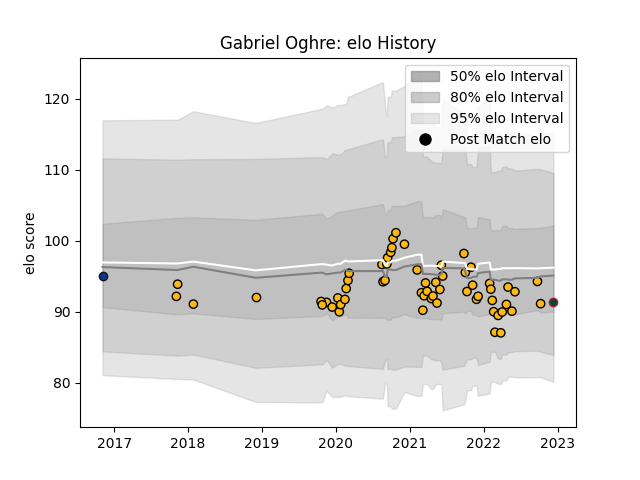 Gabriel Oghre: elo History
50% elo Interval
80% elo Interval
95% elo Interval
Post Match elo
elo score
120
110
100
90
80
2017 2018 2019 2020 2021 2022 2023